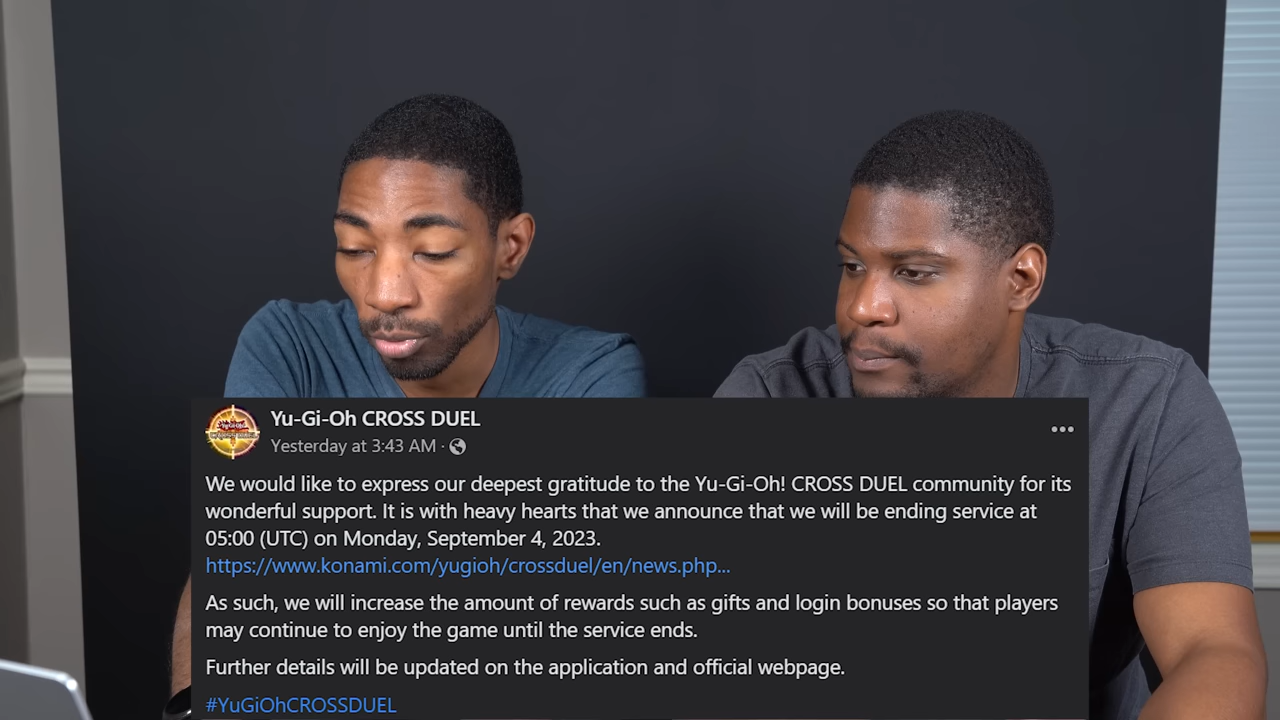 Yu-Gi-Oh CROSS DUEL
Yesterday at 3:43 AM ·
We would like to express our deepest gratitude to the Yu-Gi-Oh! CROSS DUEL community for its
wonderful support. It is with heavy hearts that we announce that we will be ending service at
05:00 (UTC) on Monday, September 4, 2023.
https://www.konami.com/yugioh/crossduel/en/news.php...
As such, we will increase the amount of rewards such as gifts and login bonuses so that players
may continue to enjoy the game until the service ends.
Further details will be updated on the application and official webpage.
#YuGiOhCROSSDUEL